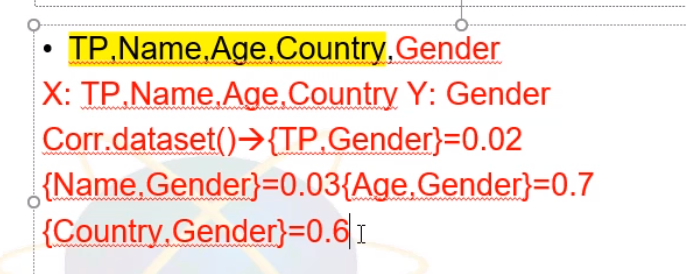 • TP,Name,Age,Country,Gender
X: TP,Name,Age,Country Y: Gender
Corr.dataset()→{TP,Gender}=0.02
{Name,Gender}=0.03{Age,Gender}=0.7
{Country,Gender}=0.6